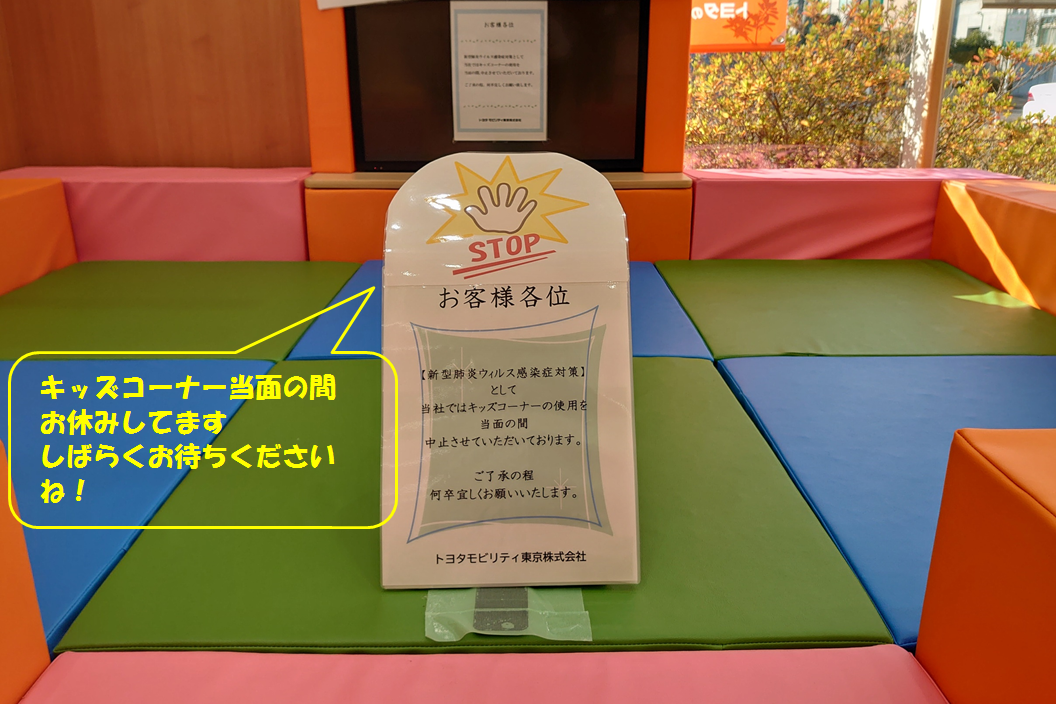 トヨタの
お客様各位
STOP
お客様各位
【新型肺炎ウィルス感染症対策】
として
当社ではキッズコーナーの使用を
当面の間
中止させていただいております。
ご了承の程
何卒宜しくお願いいたします。
トヨタモビリティ東京株式会社
キッズコーナー当面の間
お休みしてます
しばらくお待ちください
ね！